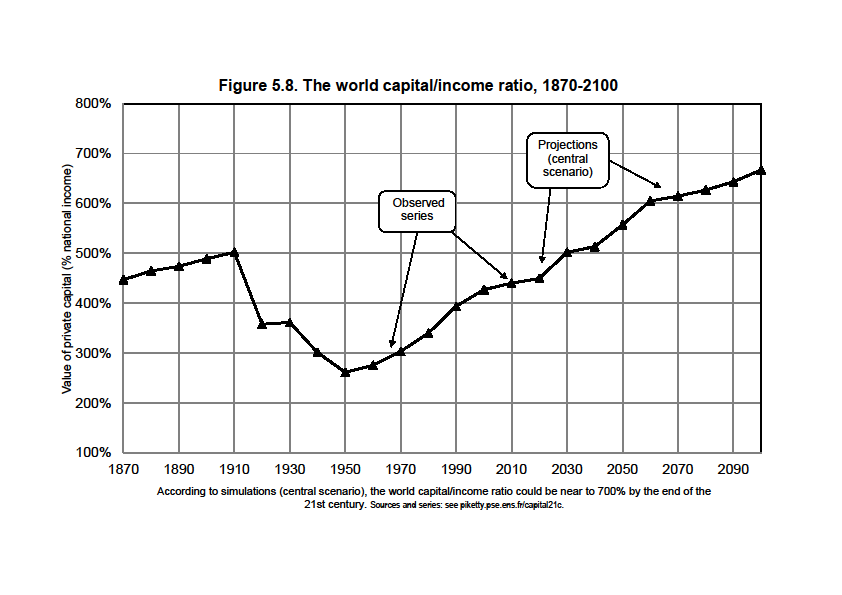 Figure 5.8. The world capital/income ratio, 1870-2100
800%
700%
600%
500%
400%
300%
200%
100%
Value of private capital (% national income)
Projections
(central
scenario)
Observed
series
1870 1890 1910 1930 1950 1970 1990 2010 2030 2050 2070 2090
According to simulations (central scenario), the world capital/income ratio could be near to 700% by the end of the
21st century. Sources and series: see piketty.pse.ens.fr/capital21c.